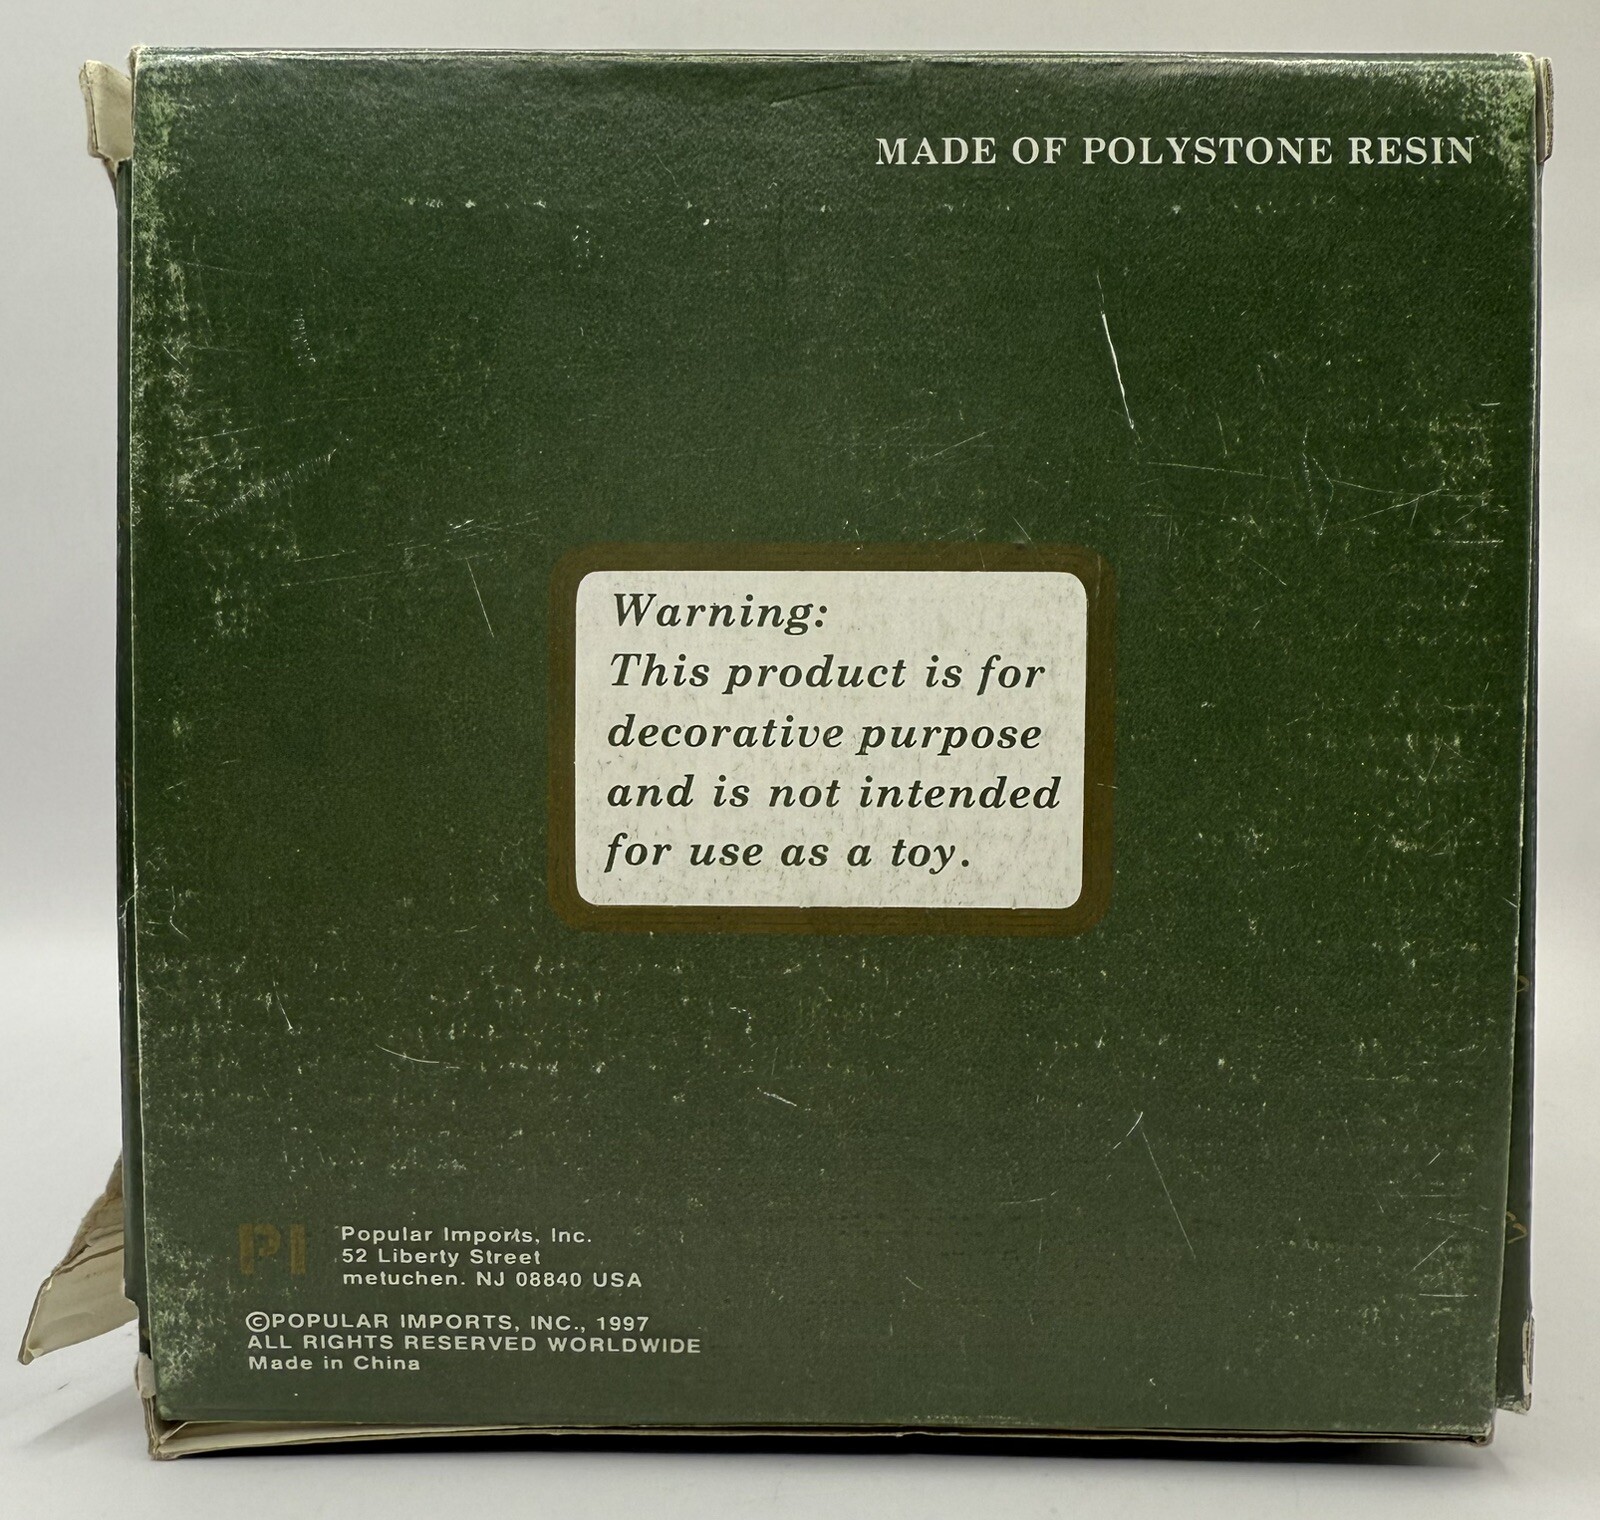 MADE OF POLYSTONE RESIN
Warning:
This product is for
decorative purpose
and is not intended
for use as a toy.
PI
Popular Imports, Inc.
52 Liberty Street
metuchen. NJ 08840 USA
©POPULAR IMPORTS, INC., 1997
ALL RIGHTS RESERVED WORLDWIDE
Made in China